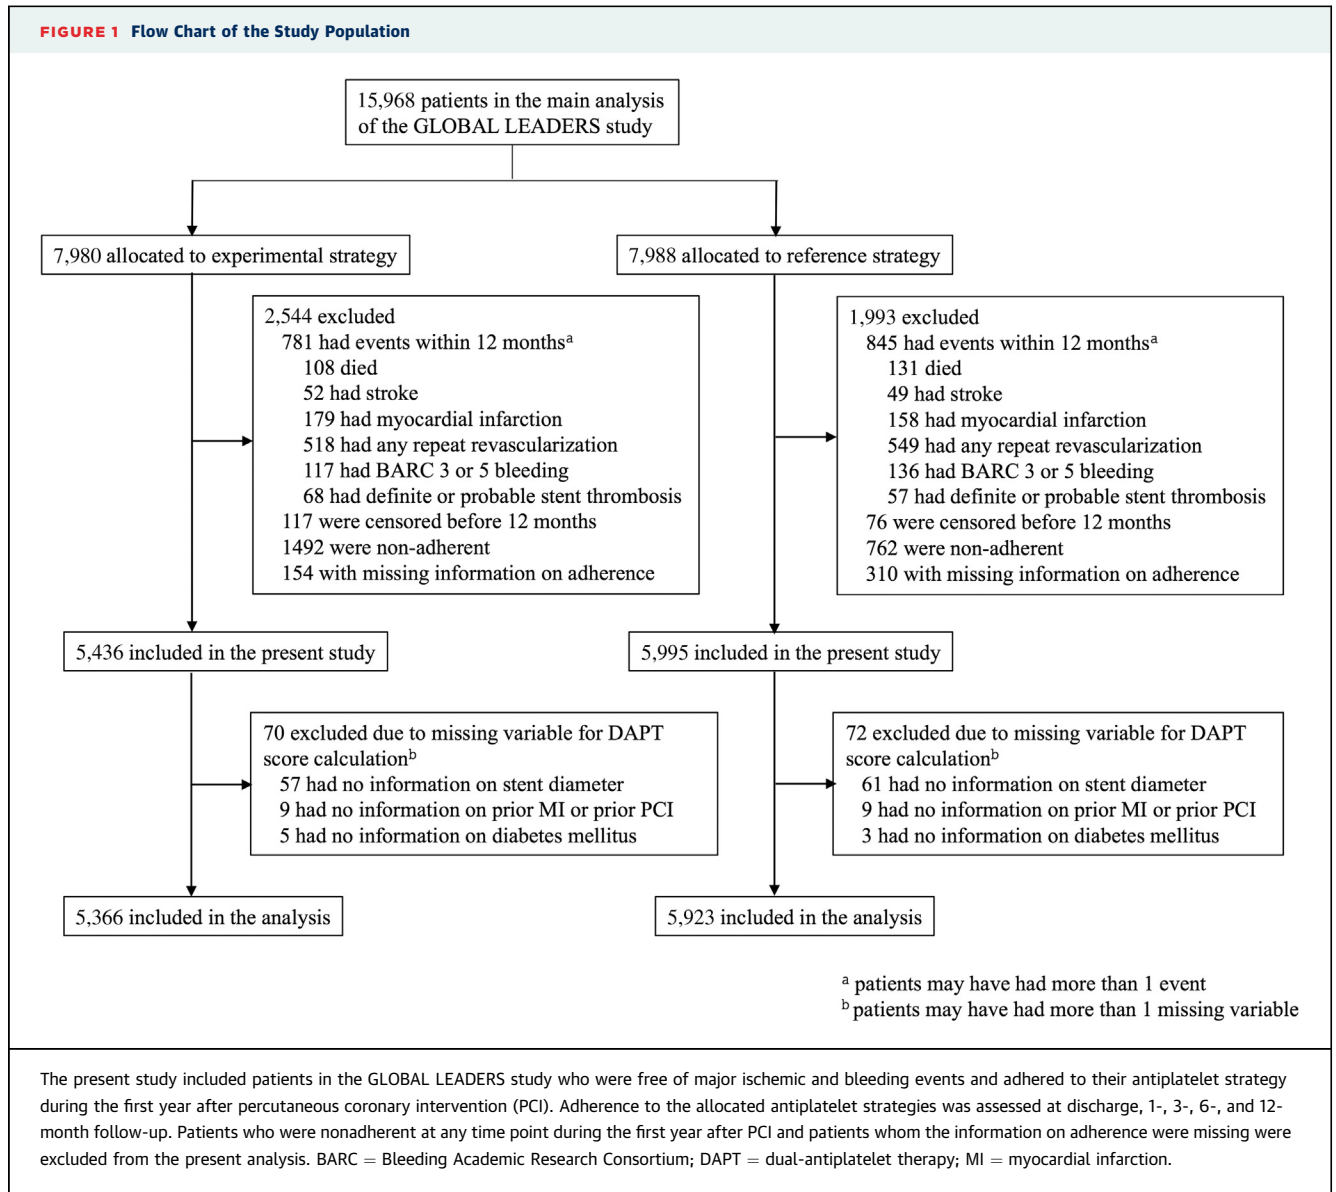 FIGURE 1 Flow Chart of the Study Population
15,968 patients in the main analysis
of the GLOBAL LEADERS study
7,980 allocated to experimental strategy
7,988 allocated to reference strategy
2,544 excluded
781 had events within 12 monthsᵃ
108 died
52 had stroke
179 had myocardial infarction
518 had any repeat revascularization
117 had BARC 3 or 5 bleeding
68 had definite or probable stent thrombosis
117 were censored before 12 months
1492 were non-adherent
154 with missing information on adherence
1,993 excluded
845 had events within 12 monthsᵃ
131 died
49 had stroke
158 had myocardial infarction
549 had any repeat revascularization
136 had BARC 3 or 5 bleeding
57 had definite or probable stent thrombosis
76 were censored before 12 months
762 were non-adherent
310 with missing information on adherence
5,436 included in the present study
5,995 included in the present study
70 excluded due to missing variable for DAPT
score calculationᵇ
57 had no information on stent diameter
9 had no information on prior MI or prior PCI
5 had no information on diabetes mellitus
72 excluded due to missing variable for DAPT
score calculationᵇ
61 had no information on stent diameter
9 had no information on prior MI or prior PCI
3 had no information on diabetes mellitus
5,366 included in the analysis
5,923 included in the analysis
ᵃ patients may have had more than 1 event
ᵇ patients may have had more than 1 missing variable
The present study included patients in the GLOBAL LEADERS study who were free of major ischemic and bleeding events and adhered to their antiplatelet strategy
during the first year after percutaneous coronary intervention (PCI). Adherence to the allocated antiplatelet strategies was assessed at discharge, 1-, 3-, 6-, and 12-
month follow-up. Patients who were nonadherent at any time point during the first year after PCI and patients whom the information on adherence were missing were
excluded from the present analysis. BARC = Bleeding Academic Research Consortium; DAPT = dual-antiplatelet therapy; MI = myocardial infarction.